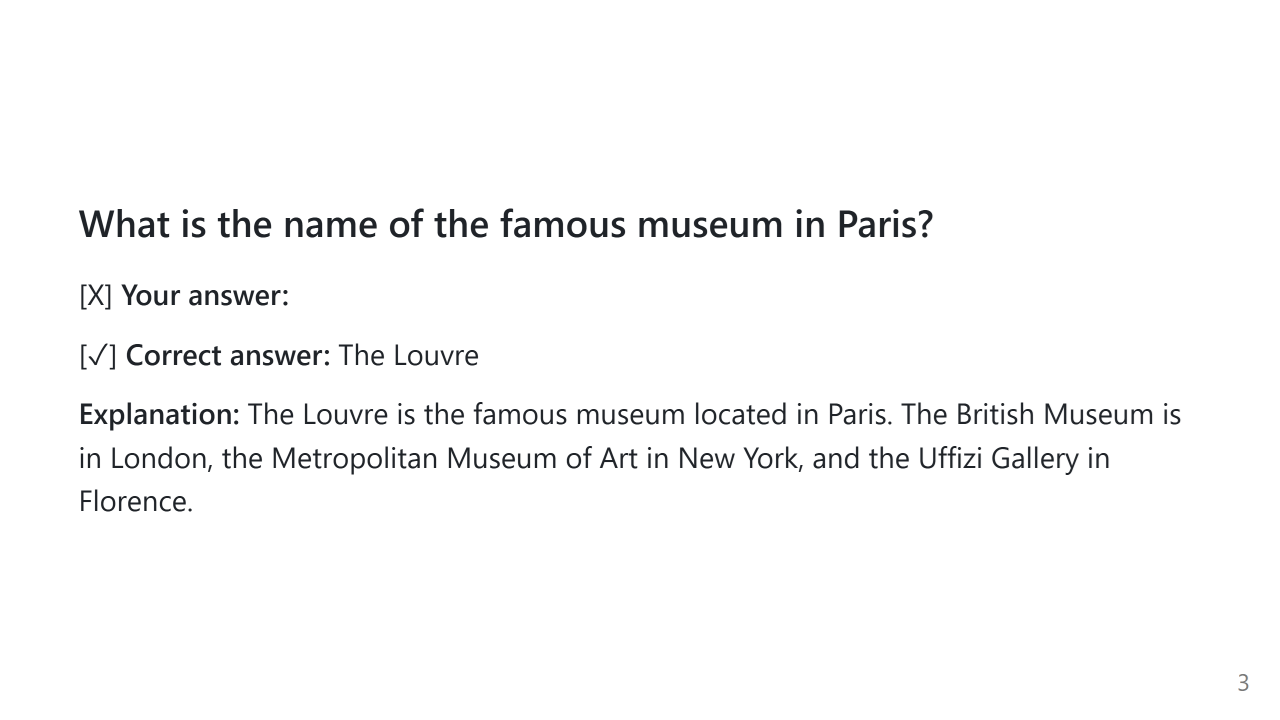 What is the name of the famous museum in Paris?
[X] Your answer:
[✓] Correct answer: The Louvre
Explanation: The Louvre is the famous museum located in Paris. The British Museum is
in London, the Metropolitan Museum of Art in New York, and the Uffizi Gallery in
Florence.
3